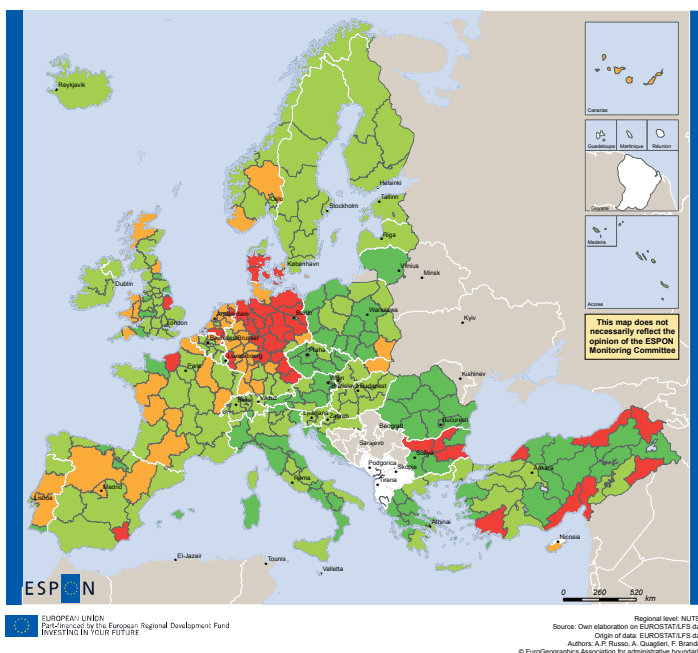 Reykjavik
Canarias
Guadeloupe
Martinique
Réunion
Guyane
Madeira
Acores
This map does not
necessarily reflect the
opinion of the ESPON
Monitoring Committee
Helsinki
Oslo
Tallinn
Stockholm
Riga
København
Vilnius
Minsk
Dublin
London
Amsterdam
Berlin
Warszawa
Kyiv
Praha
Luxembourg
Paris
Wien
Kishinev
Bratislava
Budapest
Bern
Vaduz
Ljubljana
Zagreb
Beograd
Bucuresti
Sarajevo
Sofiya
Podgorica
Skopje
Tirana
Roma
Ankara
Madrid
Lisboa
Athinai
El-Jazair
Tounis
Valletta
Nicosia
ESPON
0 260 520 km
EUROPEAN UNION
Part-financed by the European Regional Development Fund
INVESTING IN YOUR FUTURE
Regional level: NUTS
Source: Own elaboration on EUROSTAT/LFS da
Origin of data: EUROSTAT/LFS da
Authors: A.P. Russo, A. Quaglieri, F. Branda
© EuroGeographics Association for administrative boundari